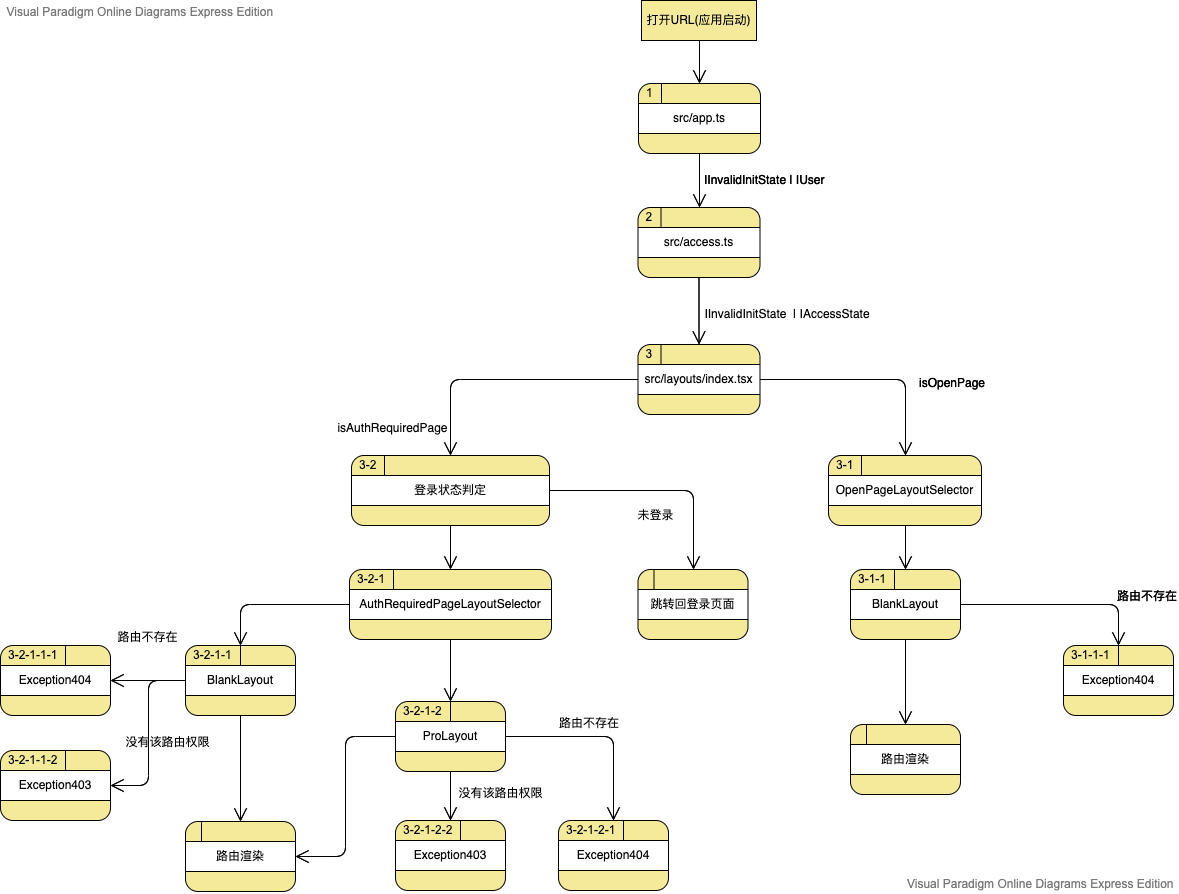 Visual Paradigm Online Diagrams Express Edition
打开URL(应用启动)
1
src/app.ts
IInvalidInitState | IUser
2
src/access.ts
IInvalidInitState | IAccessState
3
src/layouts/index.tsx
isOpenPage
isAuthRequiredPage
3-2
登录状态判定
3-1
OpenPageLayoutSelector
未登录
3-2-1
AuthRequiredPageLayoutSelector
跳转回登录页面
3-1-1
BlankLayout
路由不存在
路由不存在
3-2-1-1-1
Exception404
3-2-1-1
BlankLayout
3-1-1-1
Exception404
3-2-1-2
ProLayout
路由不存在
没有该路由权限
3-2-1-1-2
Exception403
路由渲染
没有该路由权限
路由渲染
3-2-1-2-2
Exception403
3-2-1-2-1
Exception404
Visual Paradigm Online Diagrams Express Edition